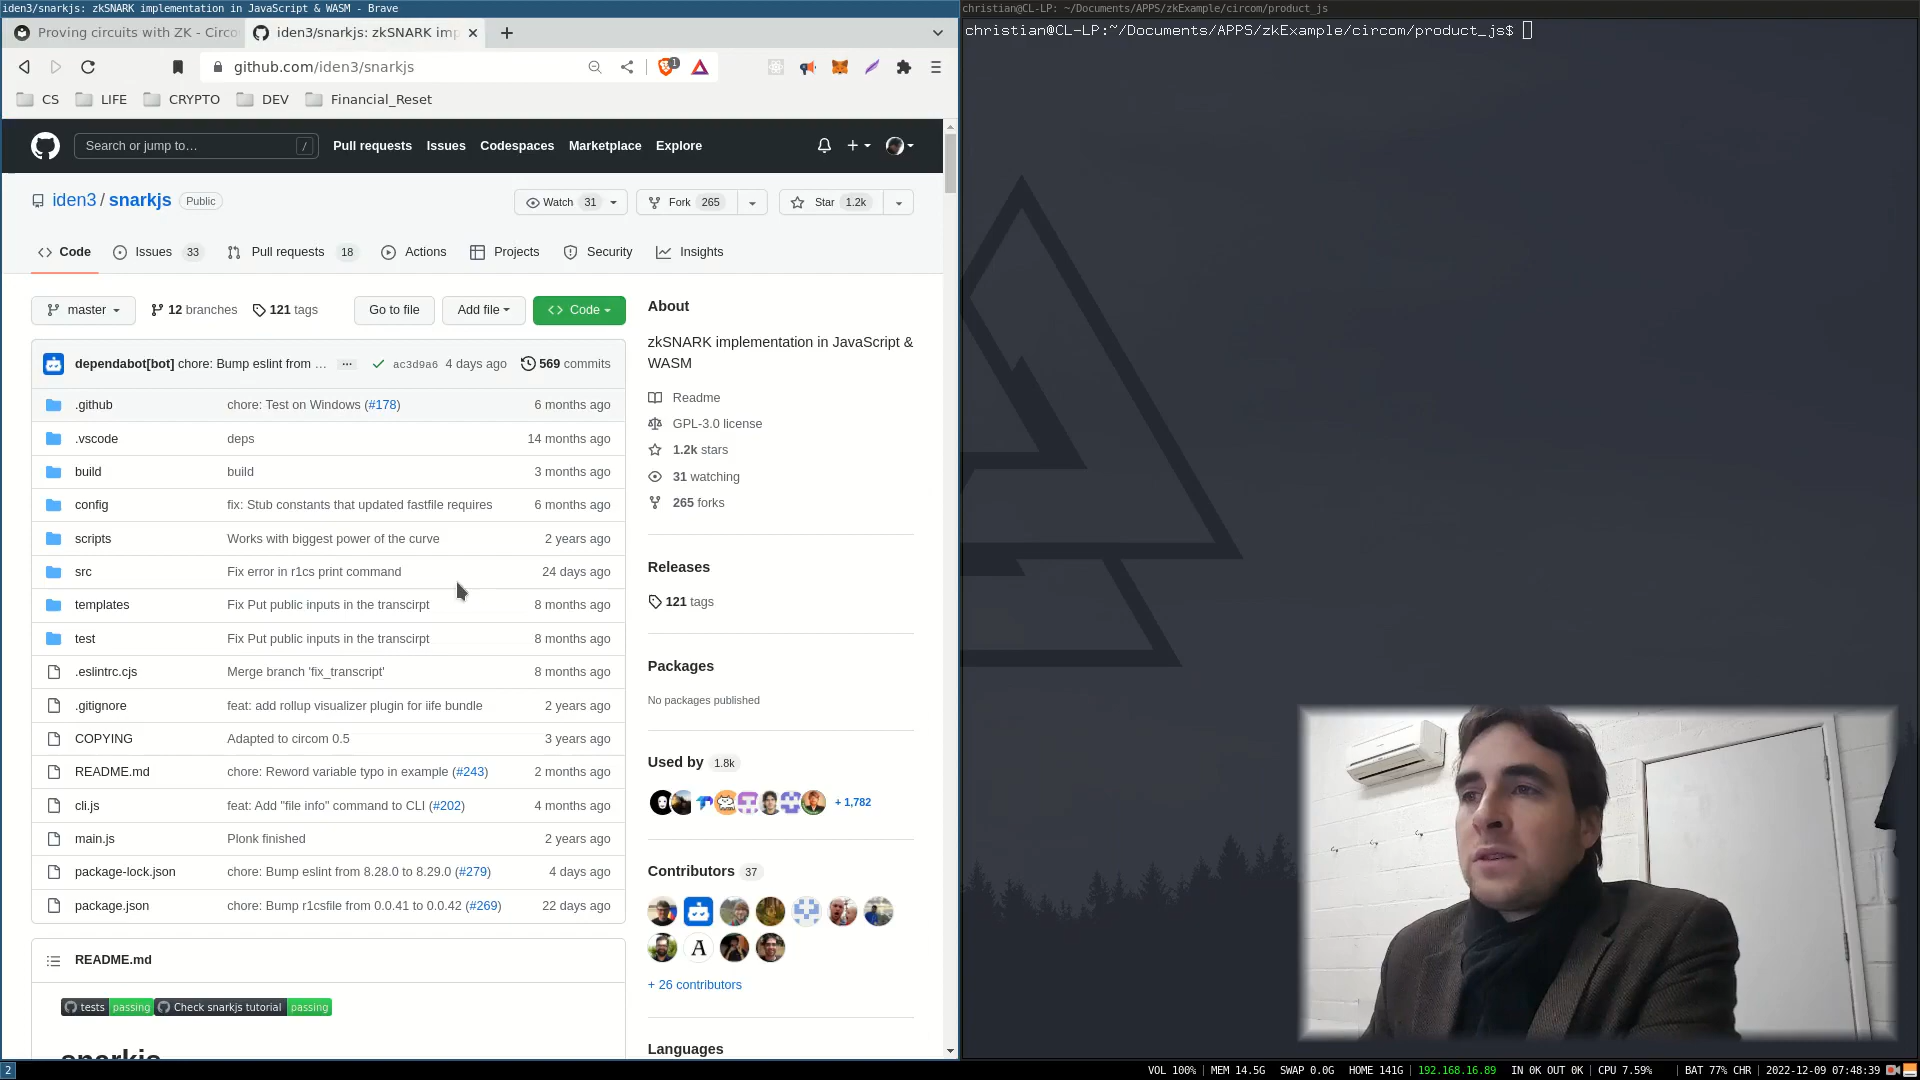 iden3/snarkjs: zkSNARK implementation in JavaScript & WASM - Brave
christian@CL-LP: ~/Documents/APPS/zkExample/circom/product_js
Proving circuits with ZK - Circo
iden3/snarkjs: zkSNARK imp
christian@CL-LP:~/Documents/APPS/zkExample/circom/product_js$
github.com/iden3/snarkjs
1
CS
LIFE
CRYPTO
DEV
Financial_Reset
Search or jump to…
/
Pull requests
Issues
Codespaces
Marketplace
Explore
iden3 / snarkjs
Public
Watch 31
Fork 265
Star 1.2k
Code
Issues 33
Pull requests 18
Actions
Projects
Security
Insights
master
12 branches
121 tags
Go to file
Add file
Code
dependabot[bot] chore: Bump eslint from …
ac3d9a6 4 days ago
569 commits
.github chore: Test on Windows (#178) 6 months ago
.vscode deps 14 months ago
build build 3 months ago
config fix: Stub constants that updated fastfile requires 6 months ago
scripts Works with biggest power of the curve 2 years ago
src Fix error in r1cs print command 24 days ago
templates Fix Put public inputs in the transcirpt 8 months ago
test Fix Put public inputs in the transcirpt 8 months ago
.eslintrc.cjs Merge branch 'fix_transcript' 8 months ago
.gitignore feat: add rollup visualizer plugin for iife bundle 2 years ago
COPYING Adapted to circom 0.5 3 years ago
README.md chore: Reword variable typo in example (#243) 2 months ago
cli.js feat: Add "file info" command to CLI (#202) 4 months ago
main.js Plonk finished 2 years ago
package-lock.json chore: Bump eslint from 8.28.0 to 8.29.0 (#279) 4 days ago
package.json chore: Bump r1csfile from 0.0.41 to 0.0.42 (#269) 22 days ago
README.md
tests passing
Check snarkjs tutorial passing
snarkjs
About
zkSNARK implementation in JavaScript &
WASM
Readme
GPL-3.0 license
1.2k stars
31 watching
265 forks
Releases
121 tags
Packages
No packages published
Used by 1.8k
+ 1,782
Contributors 37
A
+ 26 contributors
Languages
2
VOL 100% | MEM 14.5G SWAP 0.0G HOME 141G | 192.168.16.89 IN 0K OUT 0K | CPU 7.59% | BAT 77% CHR | 2022-12-09 07:48:39